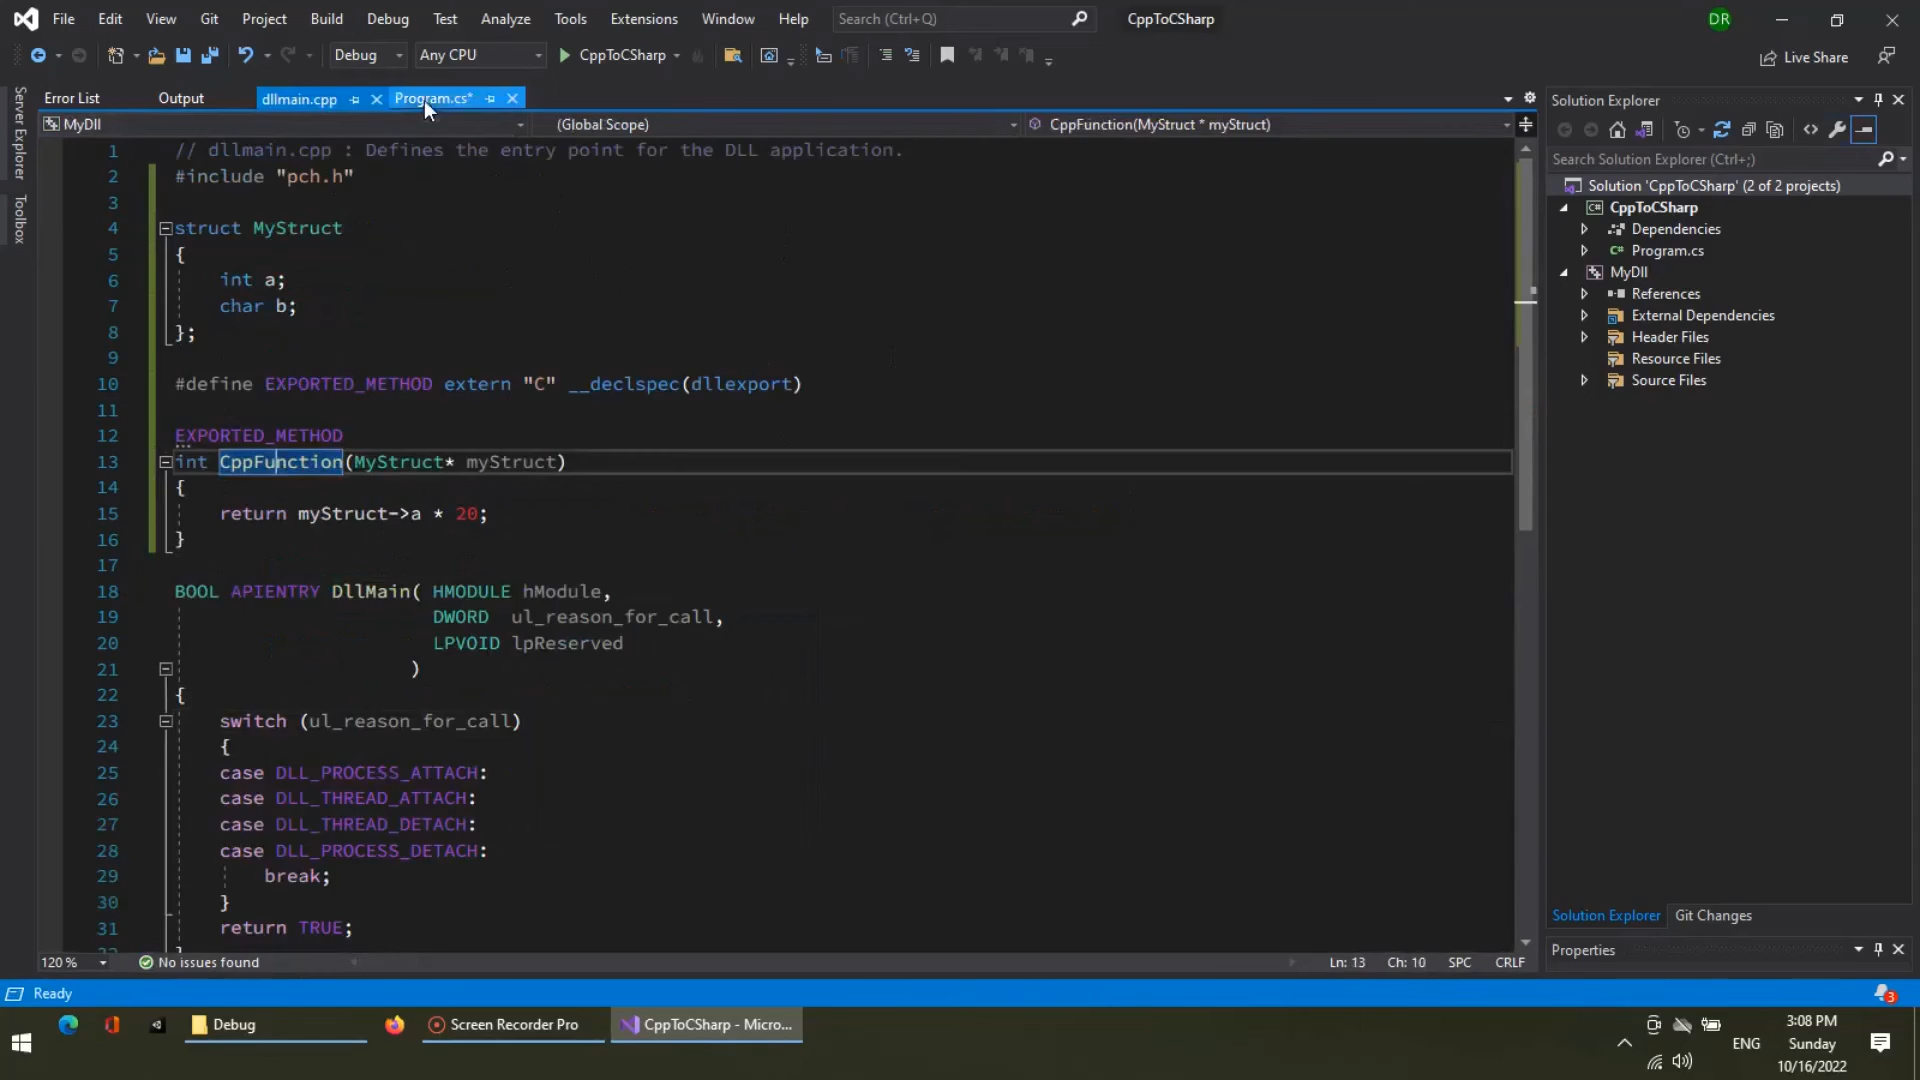 File Edit View Git Project Build Debug Test Analyze Tools Extensions Window Help Search (Ctrl+Q) CppToCSharp DR
Debug Any CPU CppToCSharp Live Share
Server Explorer
Toolbox
Error List Output dllmain.cpp Program.cs*
MyDll (Global Scope) CppFunction(MyStruct * myStruct)
1 // dllmain.cpp : Defines the entry point for the DLL application.
2 #include "pch.h"
3
4 struct MyStruct
5 {
6 int a;
7 char b;
8 };
9
10 #define EXPORTED_METHOD extern "C" __declspec(dllexport)
11
12 EXPORTED_METHOD
13 int CppFunction(MyStruct* myStruct)
14 {
15 return myStruct->a * 20;
16 }
17
18 BOOL APIENTRY DllMain( HMODULE hModule,
19 DWORD ul_reason_for_call,
20 LPVOID lpReserved
21 )
22 {
23 switch (ul_reason_for_call)
24 {
25 case DLL_PROCESS_ATTACH:
26 case DLL_THREAD_ATTACH:
27 case DLL_THREAD_DETACH:
28 case DLL_PROCESS_DETACH:
29 break;
30 }
31 return TRUE;
120 % No issues found Ln: 13 Ch: 10 SPC CRLF
Solution Explorer
Search Solution Explorer (Ctrl+;)
Solution 'CppToCSharp' (2 of 2 projects)
C# CppToCSharp
Dependencies
C# Program.cs
MyDll
References
External Dependencies
Header Files
Resource Files
Source Files
Solution Explorer Git Changes
Properties
Ready 3
Debug Screen Recorder Pro CppToCSharp - Micro...
ENG
3:08 PM
Sunday
10/16/2022